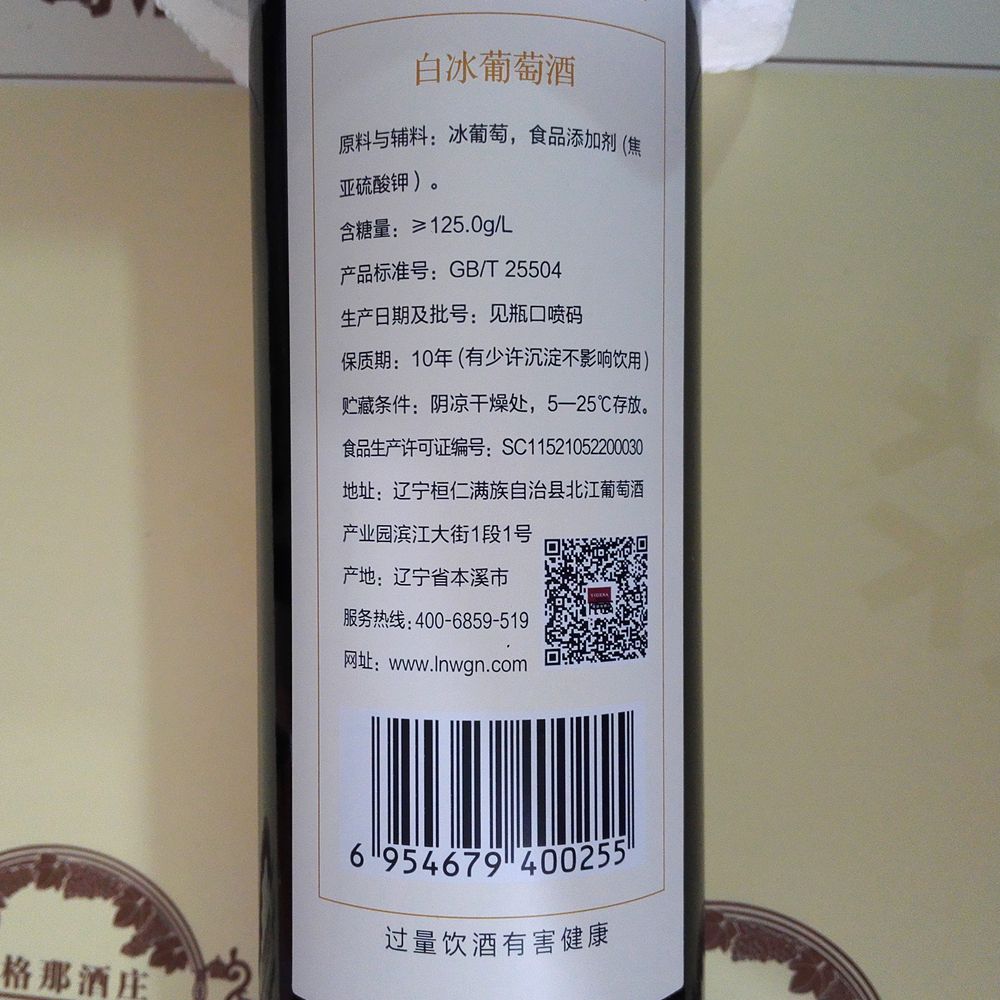 白冰葡萄酒
原料与辅料：冰葡萄，食品添加剂（焦
亚硫酸钾）。
含糖量：≥125.0g/L
产品标准号：GB/T 25504
生产日期及批号：见瓶口喷码
保质期：10年（有少许沉淀不影响饮用）
贮藏条件：阴凉干燥处，5—25℃存放。
食品生产许可证编号：SC11521052200030
地址：辽宁桓仁满族自治县北江葡萄酒
产业园滨江大街1段1号
产地：辽宁省本溪市
服务热线:400-6859-519
网址：www.lnwgn.com
6 954679 400255
过量饮酒有害健康
格那酒庄